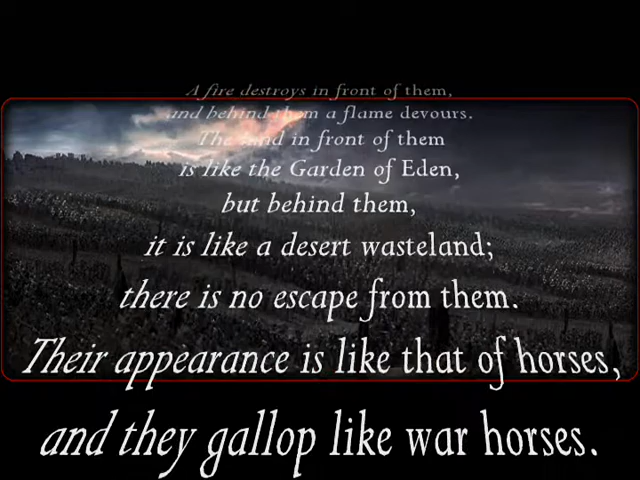 A fire destroys in front of them,
and behind them a flame devours.
The land in front of them
is like the Garden of Eden,
but behind them,
it is like a desert wasteland;
there is no escape from them.
Their appearance is like that of horses,
and they gallop like war horses.